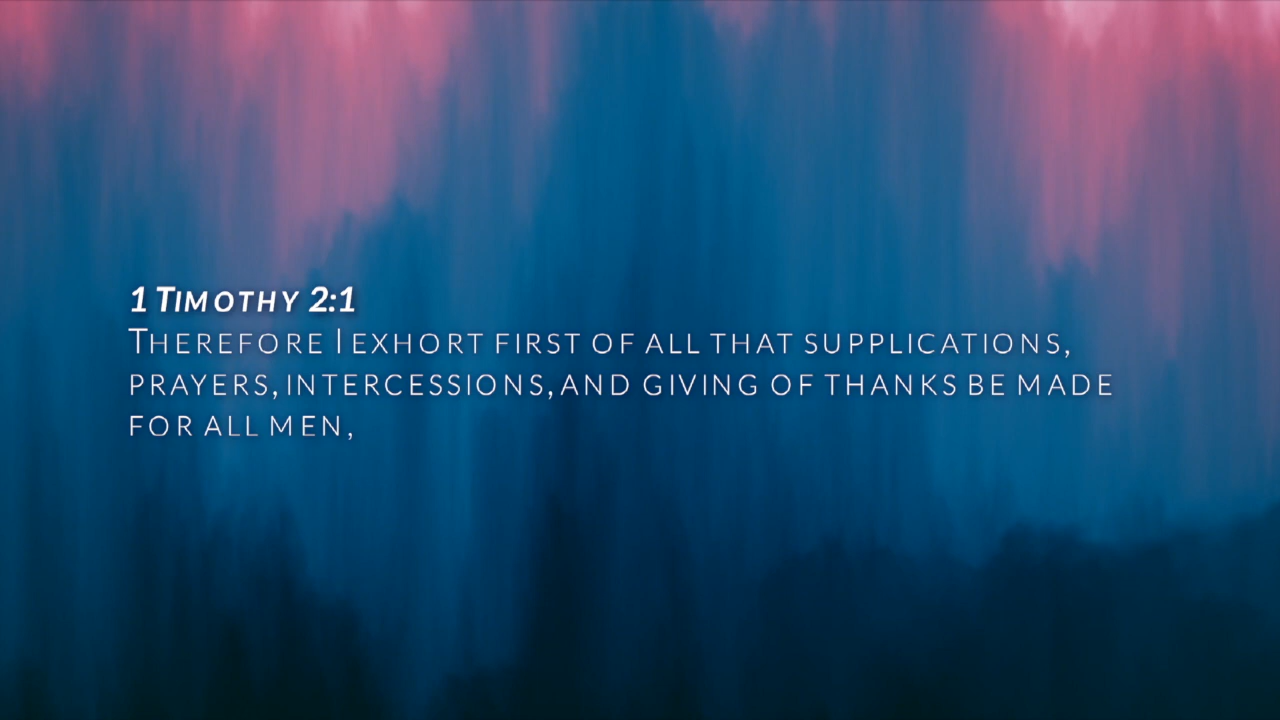 1 Timothy 2:1
Therefore I exhort first of all that supplications,
prayers, intercessions, and giving of thanks be made
for all men,